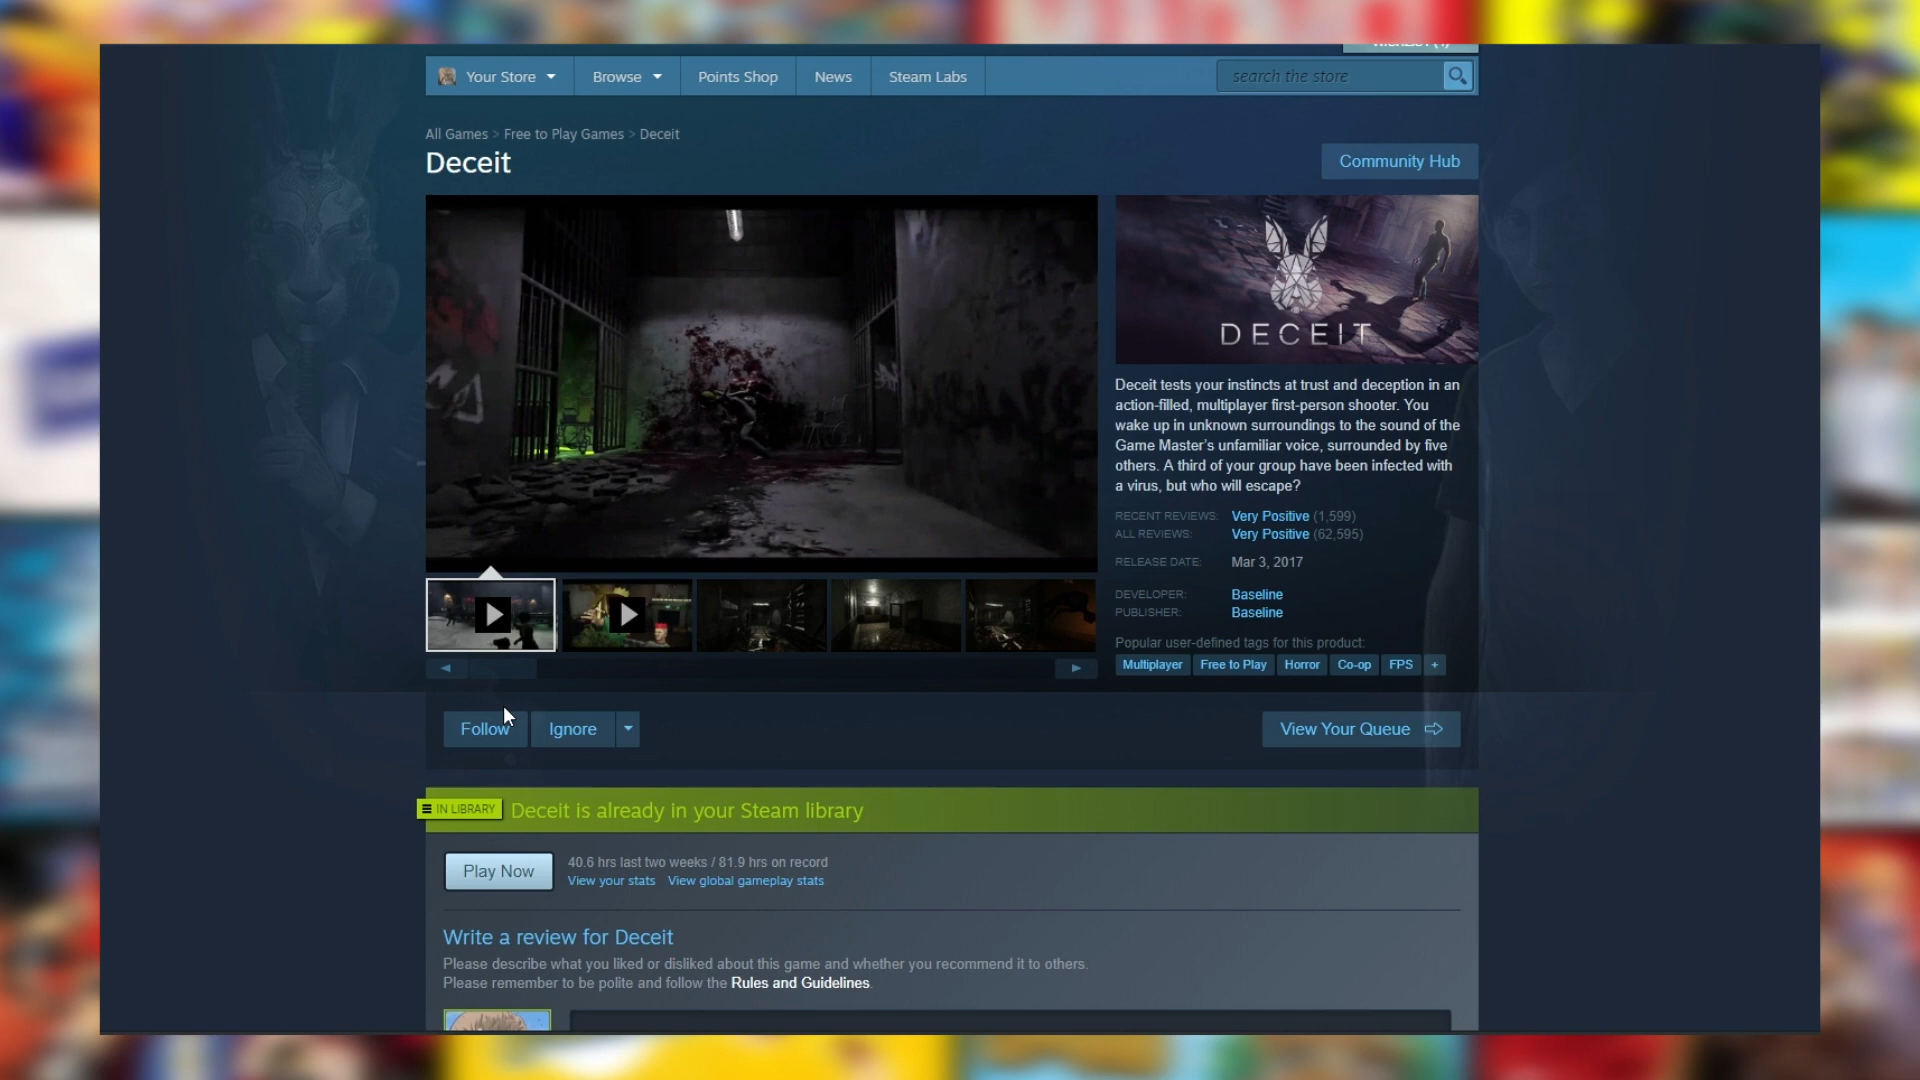 Your Store
Browse
Points Shop
News
Steam Labs
search the store
All Games > Free to Play Games > Deceit
Deceit
Community Hub
DECEIT
Deceit tests your instincts at trust and deception in an
action-filled, multiplayer first-person shooter. You
wake up in unknown surroundings to the sound of the
Game Master's unfamiliar voice, surrounded by five
others. A third of your group have been infected with
a virus, but who will escape?
RECENT REVIEWS: Very Positive (1,599)
ALL REVIEWS: Very Positive (62,595)
RELEASE DATE: Mar 3, 2017
DEVELOPER: Baseline
PUBLISHER: Baseline
Popular user-defined tags for this product:
Multiplayer Free to Play Horror Co-op FPS +
Follow
Ignore
View Your Queue
IN LIBRARY
Deceit is already in your Steam library
Play Now
40.6 hrs last two weeks / 81.9 hrs on record
View your stats View global gameplay stats
Write a review for Deceit
Please describe what you liked or disliked about this game and whether you recommend it to others.
Please remember to be polite and follow the Rules and Guidelines.